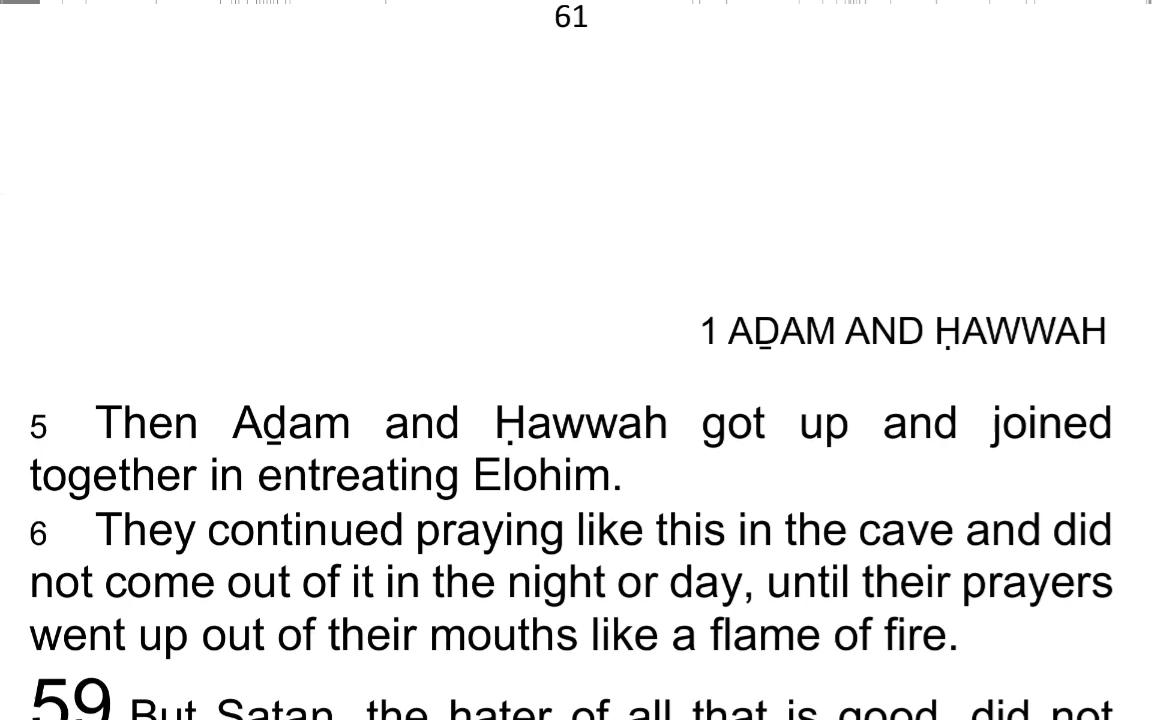 61
1 AḎAM AND ḤAWWAH
5 Then Aḏam and Ḥawwah got up and joined
together in entreating Elohim.
6 They continued praying like this in the cave and did
not come out of it in the night or day, until their prayers
went up out of their mouths like a flame of fire.
59 But Satan, the hater of all that is good, did not